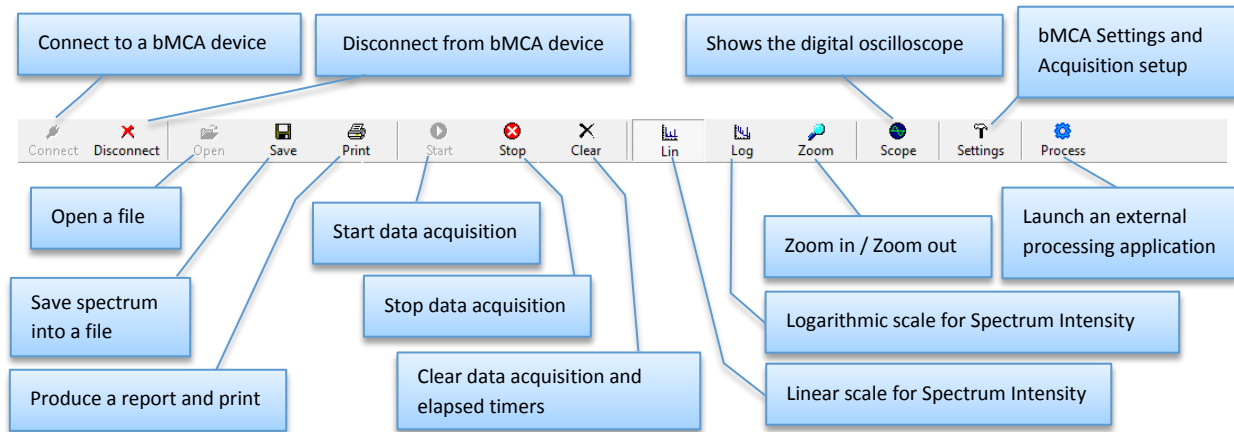 Connect to a bMCA device
Disconnect from bMCA device
Shows the digital oscilloscope
bMCA Settings and
Acquisition setup
Connect
Disconnect
Open
Save
Print
Start
Stop
Clear
Lin
Log
Zoom
Scope
Settings
Process
Open a file
Start data acquisition
Zoom in / Zoom out
Launch an external
processing application
Save spectrum
into a file
Stop data acquisition
Logarithmic scale for Spectrum Intensity
Produce a report and print
Clear data acquisition and
elapsed timers
Linear scale for Spectrum Intensity